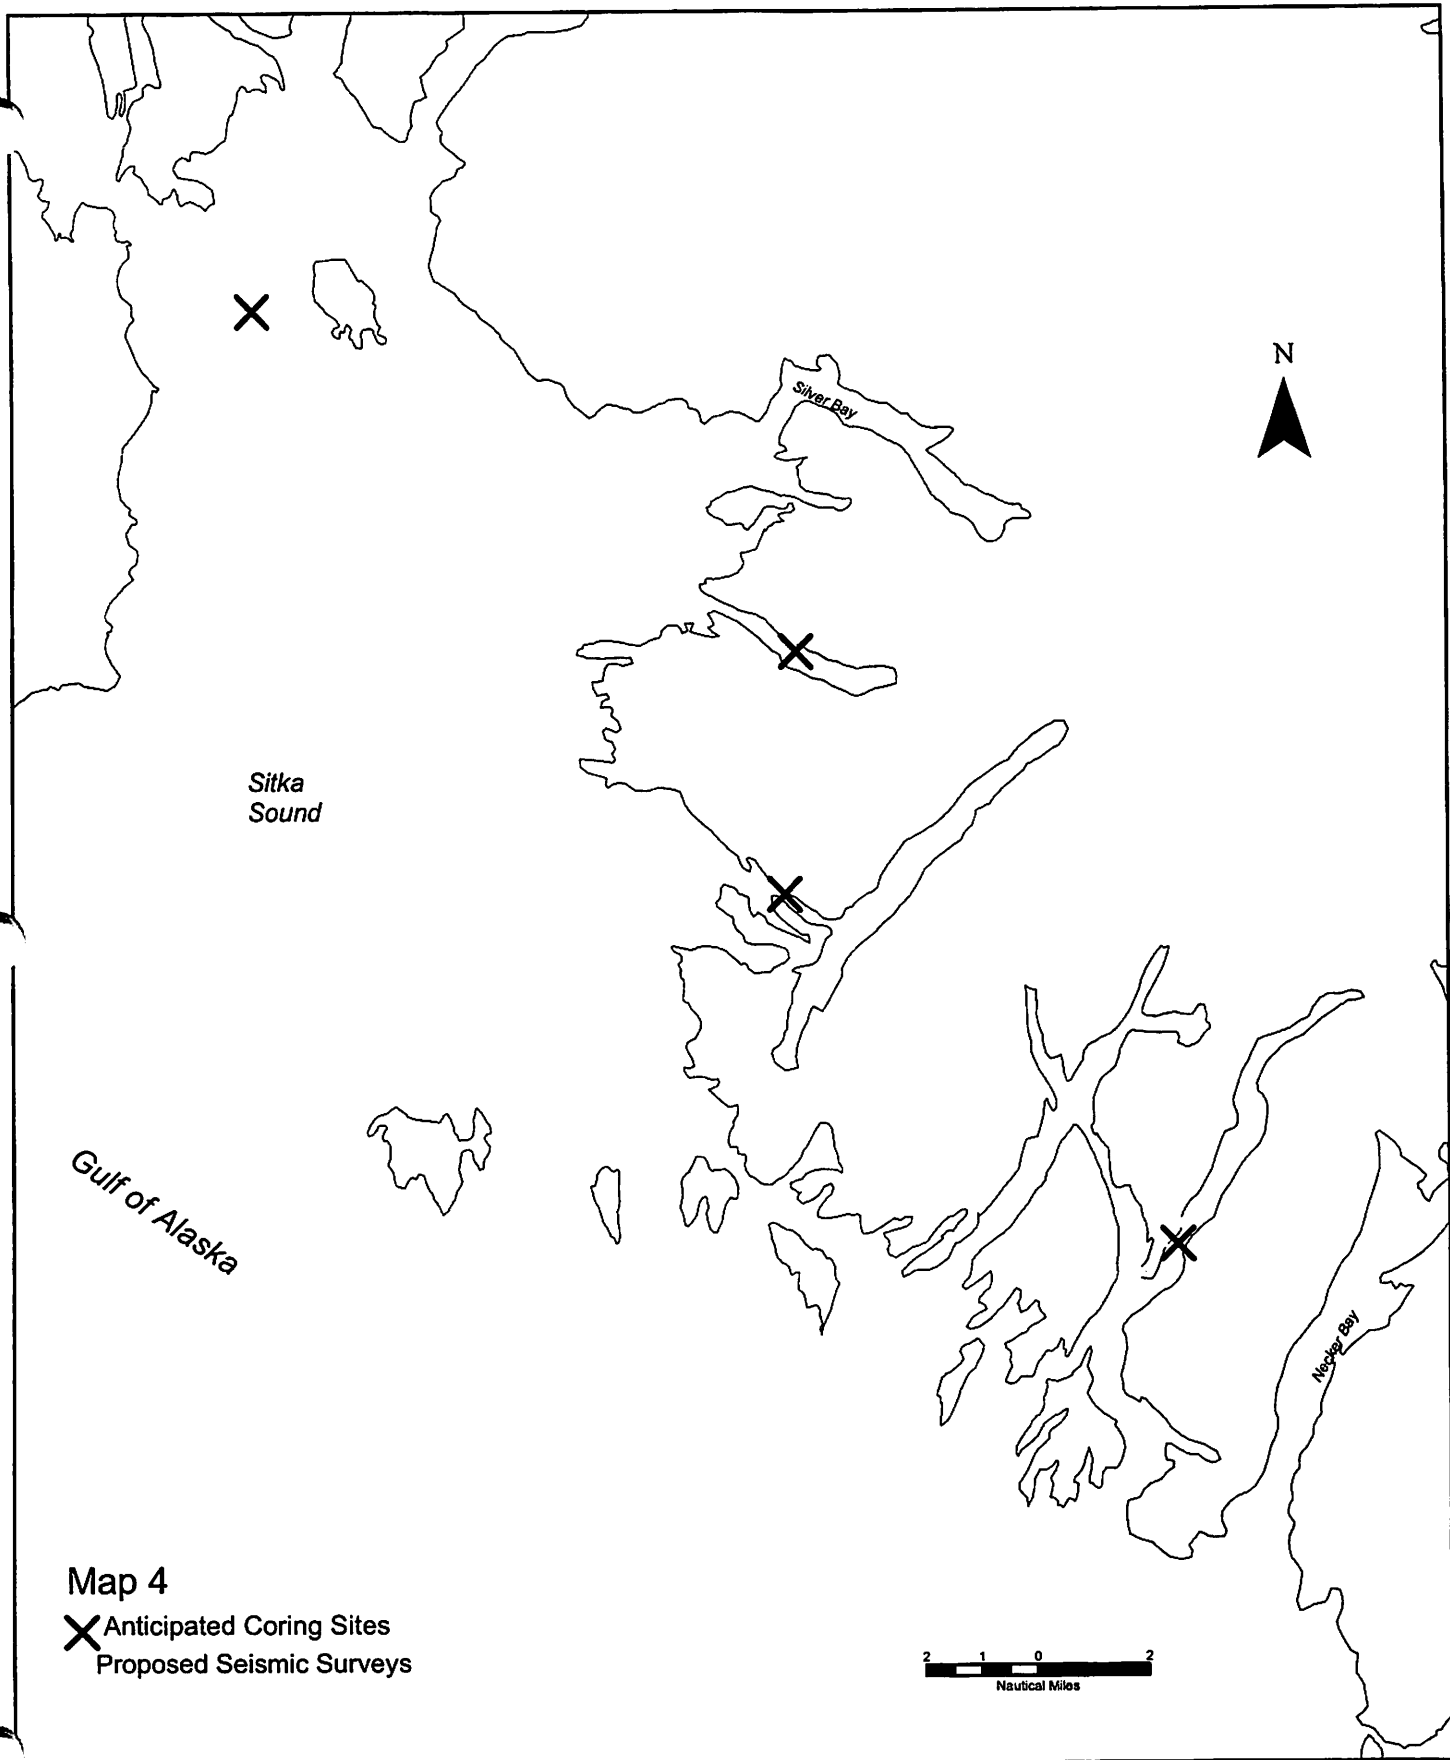 N
Silver Bay
Sitka
Sound
Gulf of Alaska
Necker Bay
Map 4
Anticipated Coring Sites
Proposed Seismic Surveys
2 1 0 2
Nautical Miles